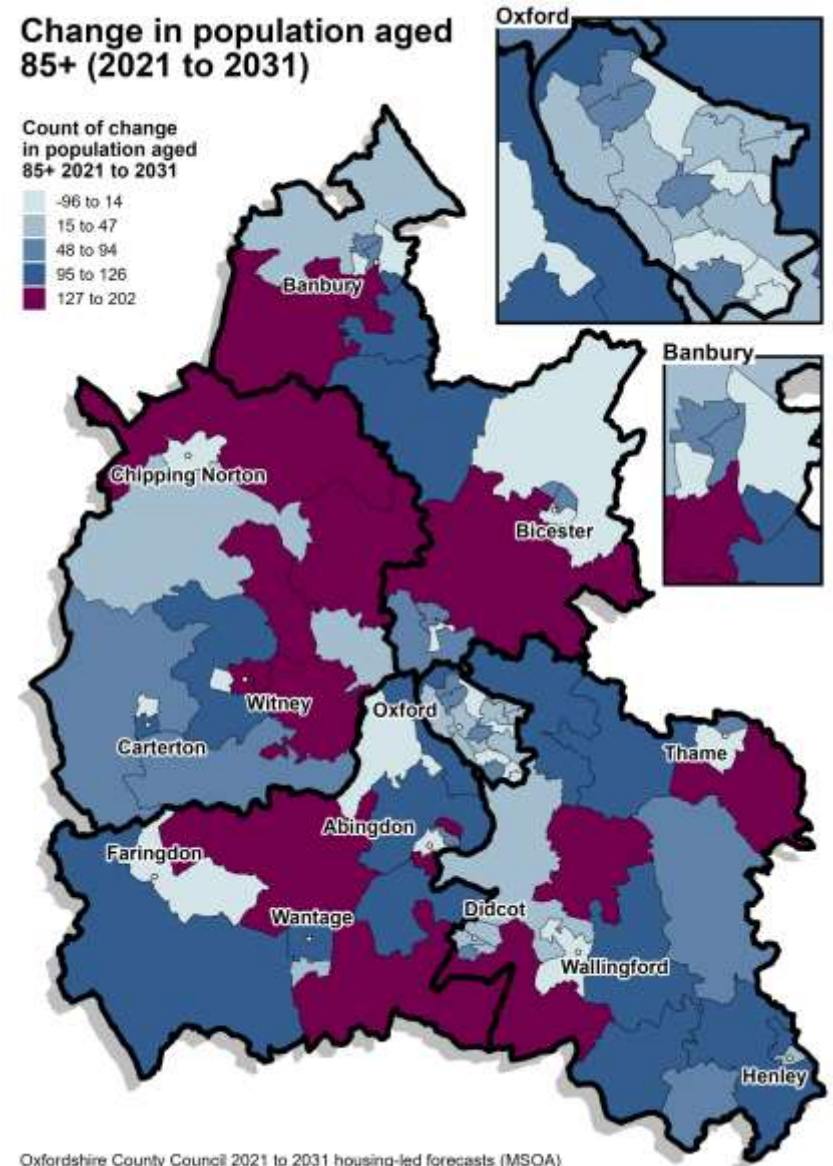 Change in population aged
85+ (2021 to 2031)
Count of change
in population aged
85+ 2021 to 2031
-96 to 14
15 to 47
48 to 94
95 to 126
127 to 202
Oxford
Banbury
Banbury
Chipping Norton
Bicester
Witney
Oxford
Carterton
Thame
Abingdon
Faringdon
Wantage
Didcot
Wallingford
Henley
Oxfordshire County Council 2021 to 2031 housing-led forecasts (MSOA)